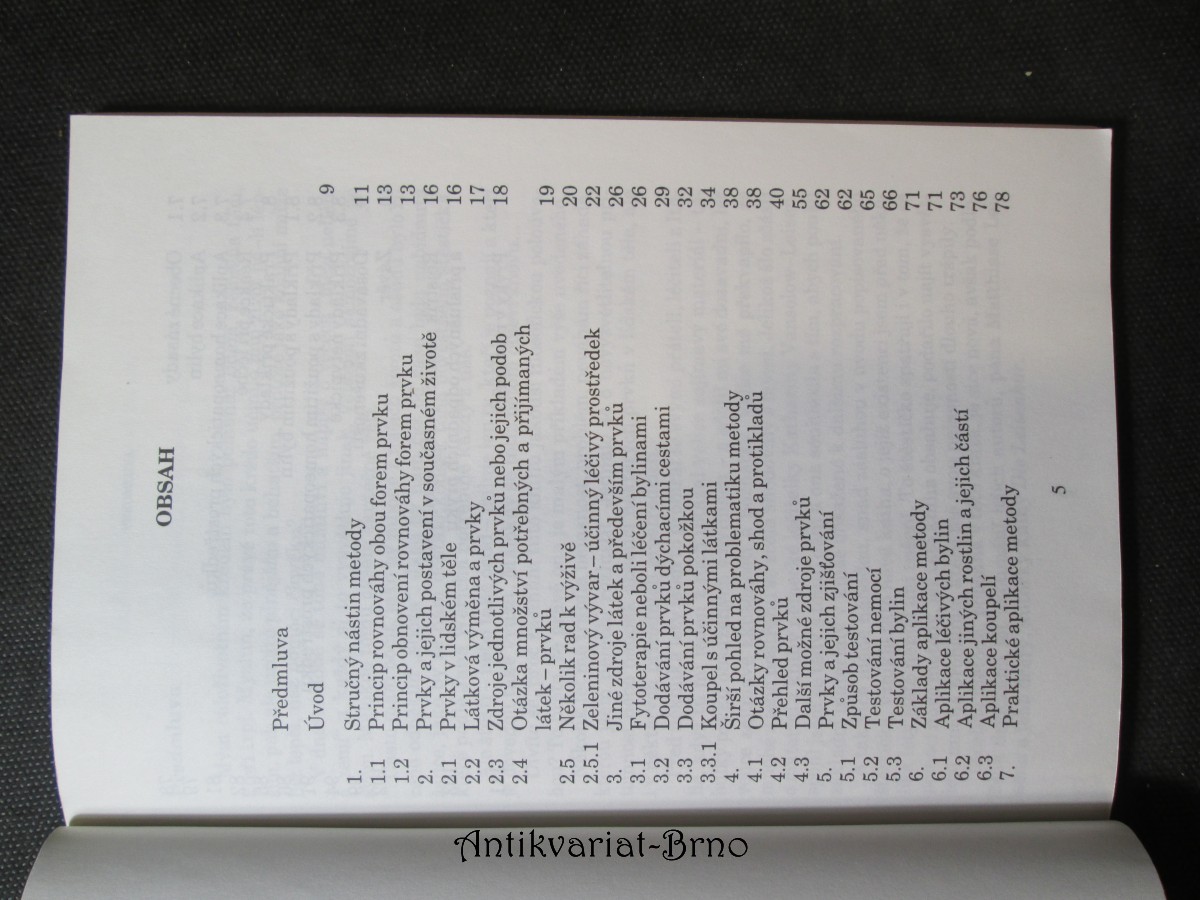 OBSAH
Předmluva
Úvod 9
1. Stručný nástin metody 11
1.1 Princip rovnováhy obou forem prvku 13
1.2 Princip obnovení rovnováhy forem prvku 13
2. Prvky a jejich postavení v současném životě 16
2.1 Prvky v lidském těle 16
2.2 Látková výměna a prvky 17
2.3 Zdroje jednotlivých prvků nebo jejich podob 18
2.4 Otázka množství potřebných a přijímaných
látek – prvků 19
2.5 Několik rad k výživě 20
2.5.1 Zeleninový vývar – účinný léčivý prostředek 22
3. Jiné zdroje látek a především prvků 26
3.1 Fytoterapie neboli léčení bylinami 26
3.2 Dodávání prvků dýchacími cestami 29
3.3 Dodávání prvků pokožkou 32
3.3.1 Koupel s účinnými látkami 34
4. Širší pohled na problematiku metody 38
4.1 Otázky rovnováhy, shod a protikladů 38
4.2 Přehled prvků 40
4.3 Další možné zdroje prvků 55
5. Prvky a jejich zjišťování 62
5.1 Způsob testování 62
5.2 Testování nemocí 65
5.3 Testování bylin 66
6. Základy aplikace metody 71
6.1 Aplikace léčivých bylin 71
6.2 Aplikace jiných rostlin a jejich částí 73
6.3 Aplikace koupelí 76
7. Praktické aplikace metody 78
5
Antikvariat-Brno